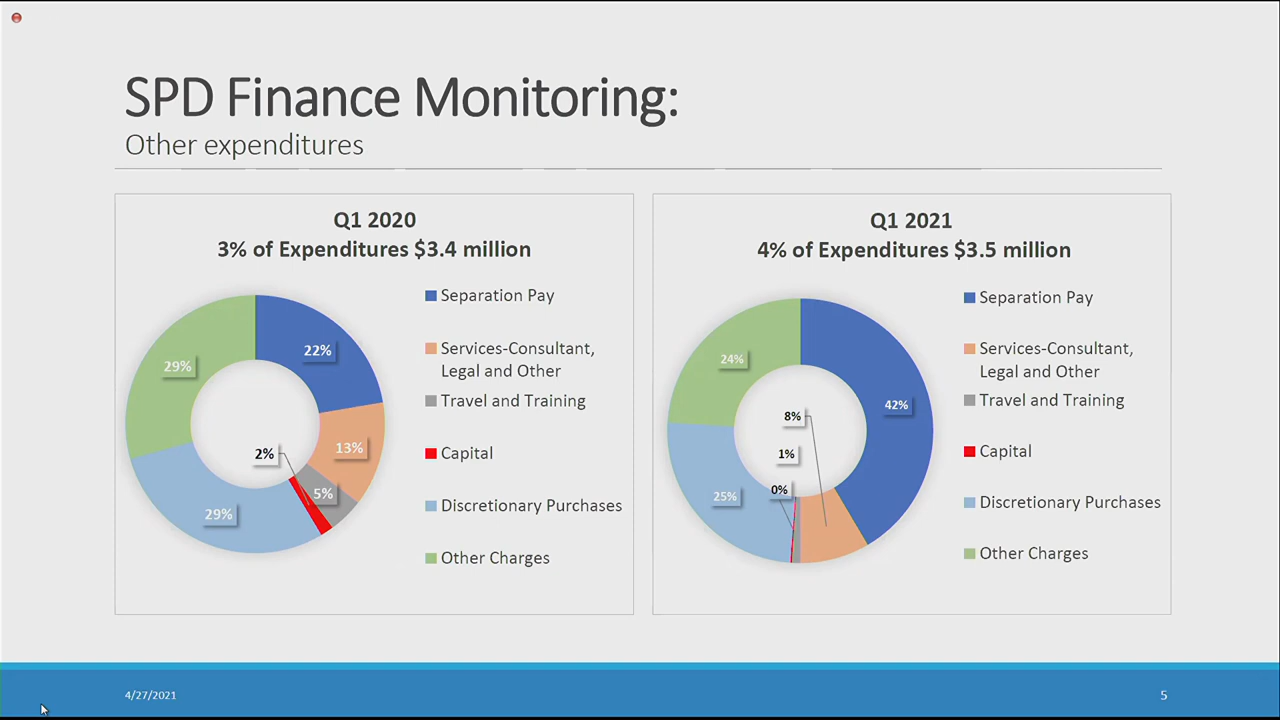 SPD Finance Monitoring:
Other expenditures
Q1 2020
3% of Expenditures $3.4 million
22%
13%
5%
2%
29%
29%
Separation Pay
Services-Consultant,
Legal and Other
Travel and Training
Capital
Discretionary Purchases
Other Charges
Q1 2021
4% of Expenditures $3.5 million
42%
8%
1%
0%
25%
24%
Separation Pay
Services-Consultant,
Legal and Other
Travel and Training
Capital
Discretionary Purchases
Other Charges
4/27/2021
5